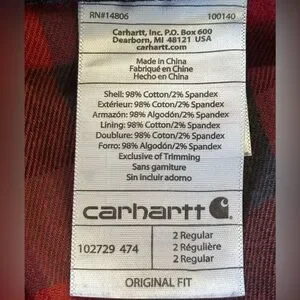 RN#14806 100140
Carhartt, Inc. P.O. Box 600
Dearborn, MI 48121 USA
carhartt.com
Made in China
Fabriqué en Chine
Hecho en China
Shell: 98% Cotton/2% Spandex
Extérieur: 98% Coton/2% Spandex
Armazón: 98% Algodón/2% Spandex
Lining: 98% Cotton/2% Spandex
Doublure: 98% Coton/2% Spandex
Forro: 98% Algodón/2% Spandex
Exclusive of Trimming
Sans garniture
Sin incluir adorno
carhartt
102729 474
2 Regular
2 Régulière
2 Regular
ORIGINAL FIT